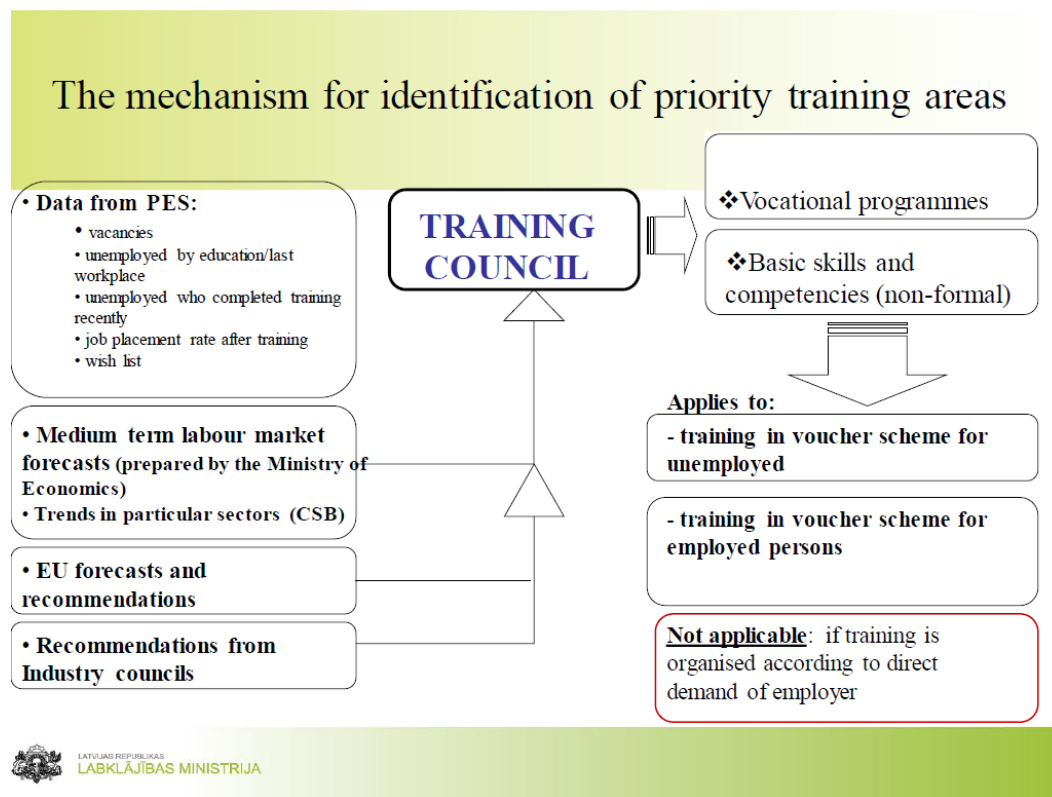 The mechanism for identification of priority training areas
• Data from PES:
• vacancies
• unemployed by education/last
workplace
• unemployed who completed training
recently
• job placement rate after training
• wish list
• Medium term labour market
forecasts (prepared by the Ministry of
Economics)
• Trends in particular sectors (CSB)
• EU forecasts and
recommendations
• Recommendations from
Industry councils
TRAINING
COUNCIL
❖Vocational programmes
❖Basic skills and
competencies (non-formal)
Applies to:
- training in voucher scheme for
unemployed
- training in voucher scheme for
employed persons
Not applicable: if training is
organised according to direct
demand of employer
LATVIJAS REPUBLIKAS
LABKLĀJĪBAS MINISTRIJA